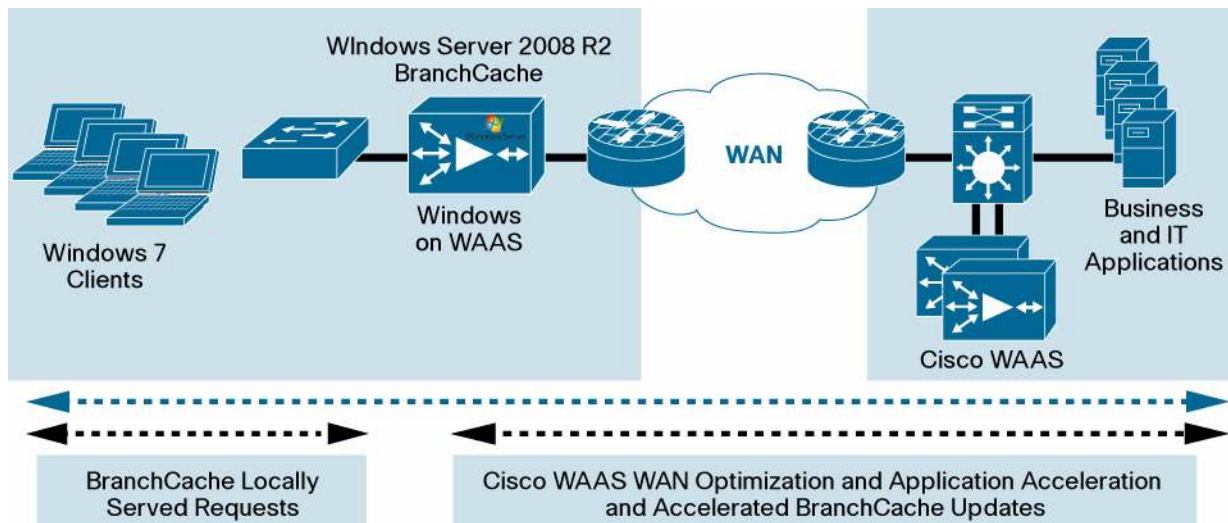 WIndows Server 2008 R2
BranchCache
WindowsServer
WAN
Windows 7
Clients
Windows
on WAAS
Business
and IT
Applications
Cisco WAAS
BranchCache Locally
Served Requests
Cisco WAAS WAN Optimization and Application Acceleration
and Accelerated BranchCache Updates